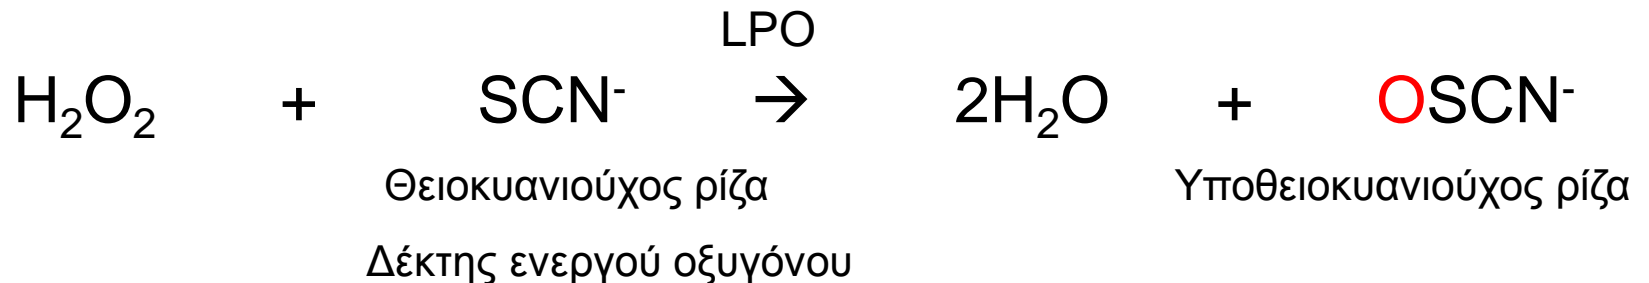 LPO
H₂O₂ + SCN⁻ → 2H₂O + OSCN⁻
Θειοκυανιούχος ρίζα Υποθειοκυανιούχος ρίζα
Δέκτης ενεργού οξυγόνου